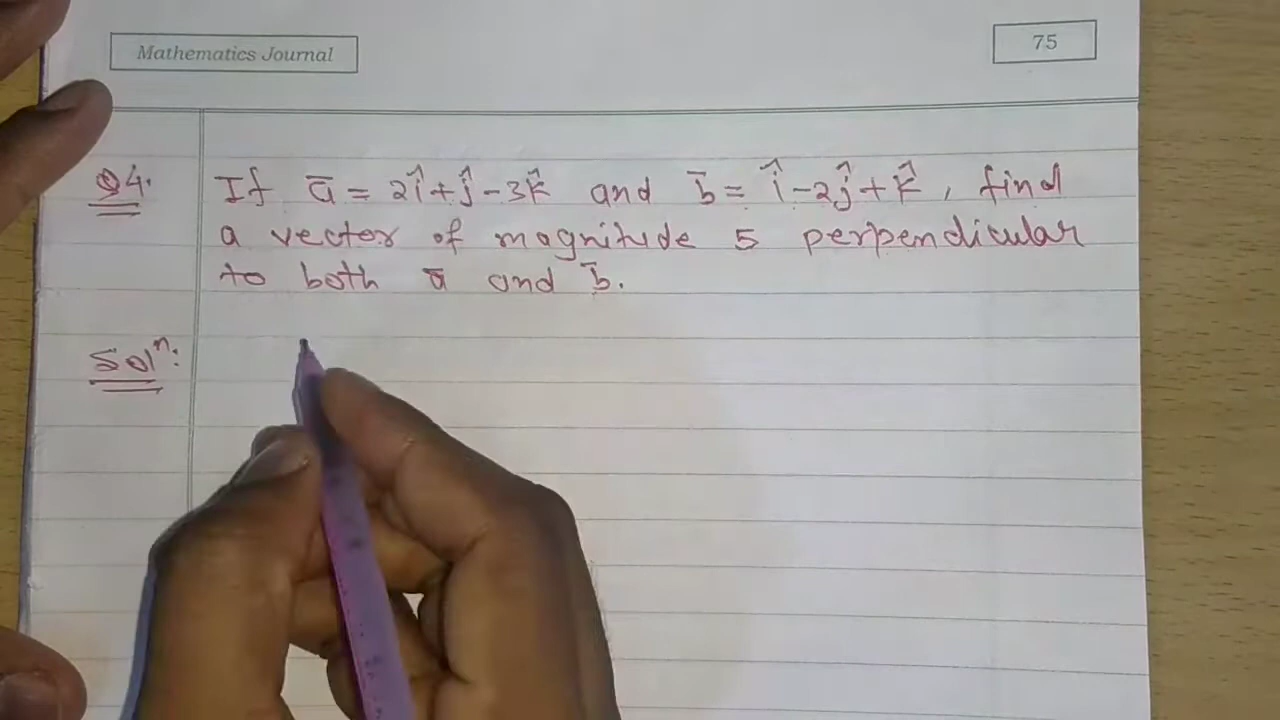 Mathematics Journal
75
Q4. If a̅ = 2î + ĵ - 3k̂ and b̅ = î - 2ĵ + k̂, find
a vector of magnitude 5 perpendicular
to both a̅ and b̅.
Solⁿ: